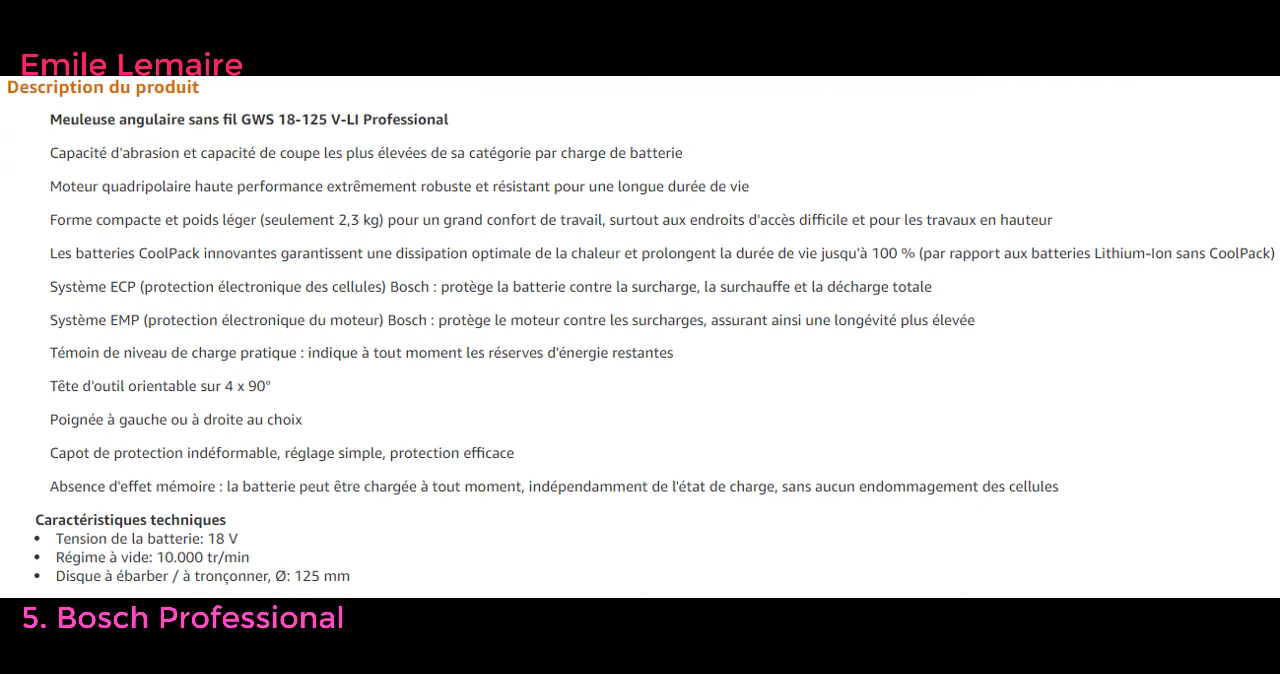 Emile Lemaire
Description du produit
Meuleuse angulaire sans fil GWS 18-125 V-LI Professional
Capacité d'abrasion et capacité de coupe les plus élevées de sa catégorie par charge de batterie
Moteur quadripolaire haute performance extrêmement robuste et résistant pour une longue durée de vie
Forme compacte et poids léger (seulement 2,3 kg) pour un grand confort de travail, surtout aux endroits d'accès difficile et pour les travaux en hauteur
Les batteries CoolPack innovantes garantissent une dissipation optimale de la chaleur et prolongent la durée de vie jusqu'à 100 % (par rapport aux batteries Lithium-Ion sans CoolPack)
Système ECP (protection électronique des cellules) Bosch : protège la batterie contre la surcharge, la surchauffe et la décharge totale
Système EMP (protection électronique du moteur) Bosch : protège le moteur contre les surcharges, assurant ainsi une longévité plus élevée
Témoin de niveau de charge pratique : indique à tout moment les réserves d'énergie restantes
Tête d'outil orientable sur 4 x 90°
Poignée à gauche ou à droite au choix
Capot de protection indéformable, réglage simple, protection efficace
Absence d'effet mémoire : la batterie peut être chargée à tout moment, indépendamment de l'état de charge, sans aucun endommagement des cellules
Caractéristiques techniques
• Tension de la batterie: 18 V
• Régime à vide: 10.000 tr/min
• Disque à ébarber / à tronçonner, Ø: 125 mm
5. Bosch Professional